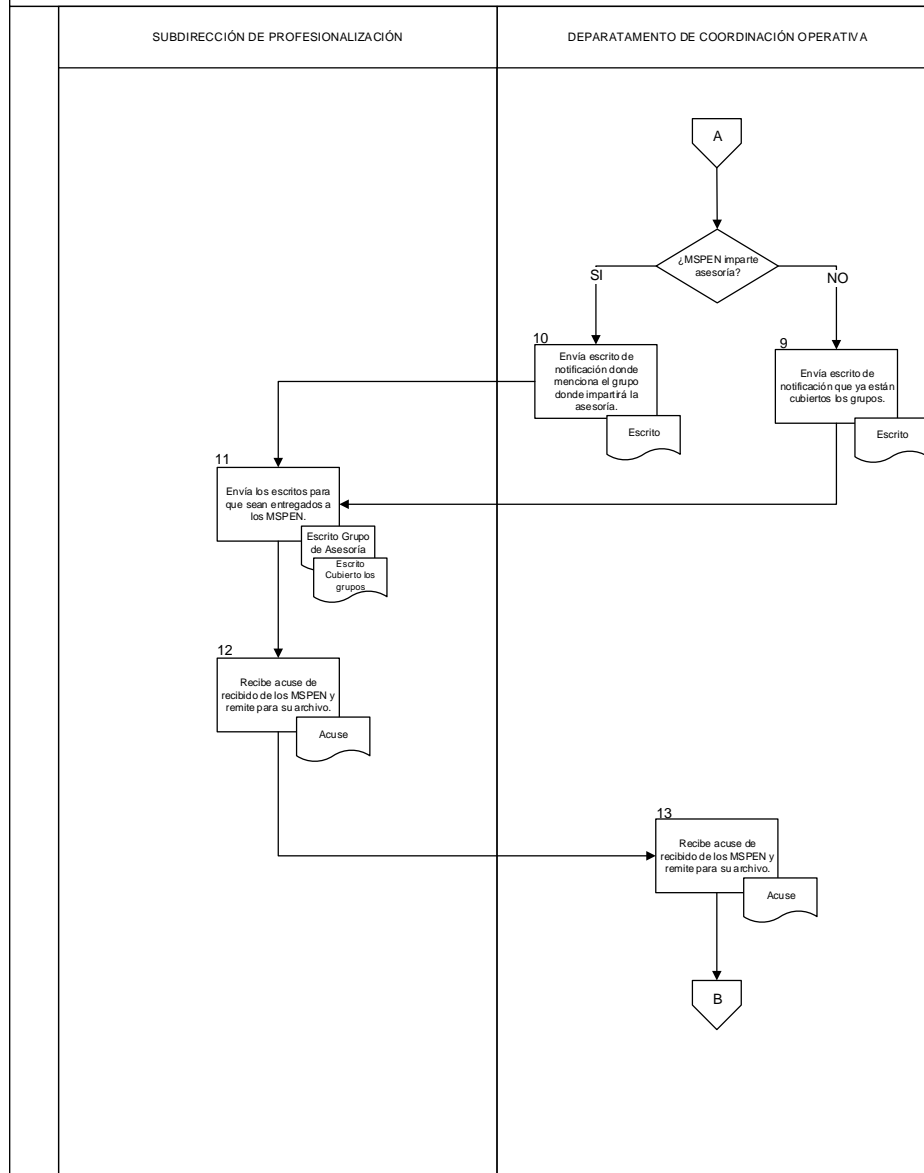 SUBDIRECCIÓN DE PROFESIONALIZACIÓN
DEPARATAMENTO DE COORDINACIÓN OPERATIVA
A
¿MSPEN imparte
asesoría?
SI
NO
10
Envía escrito de
notificación donde
menciona el grupo
donde impartirá la
asesoría.
Escrito
9
Envía escrito de
notificación que ya están
cubiertos los grupos.
Escrito
11
Envía los escritos para
que sean entregados a
los MSPEN.
Escrito Grupo
de Asesoría
Escrito
Cubierto los
grupos
12
Recibe acuse de
recibido de los MSPEN y
remite para su archivo.
Acuse
13
Recibe acuse de
recibido de los MSPEN y
remite para su archivo.
Acuse
B